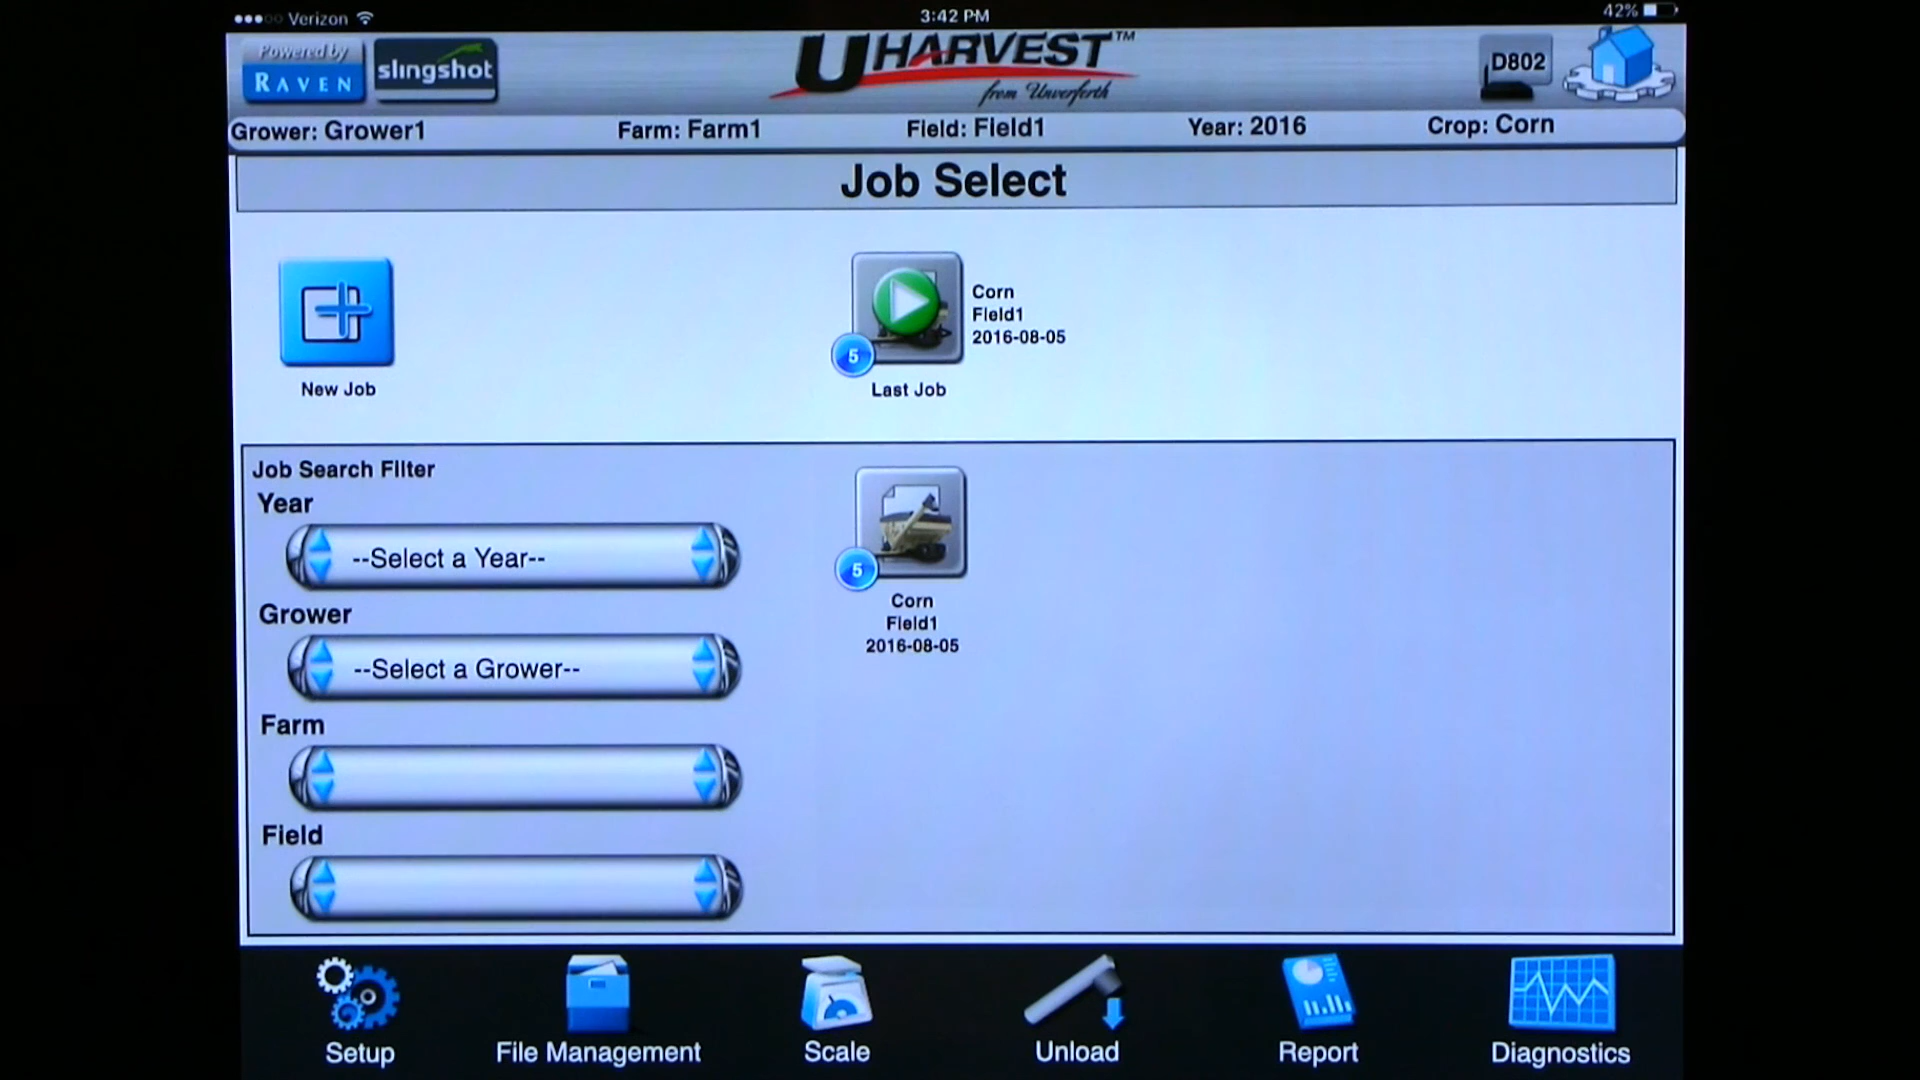 Verizon
3:42 PM
42%
Powered by
RAVEN
slingshot
UHARVEST™
from Unverferth
D802
Grower: Grower1
Farm: Farm1
Field: Field1
Year: 2016
Crop: Corn
Job Select
New Job
5
Corn
Field1
2016-08-05
Last Job
Job Search Filter
Year
--Select a Year--
Grower
--Select a Grower--
Farm
Field
5
Corn
Field1
2016-08-05
Setup
File Management
Scale
Unload
Report
Diagnostics